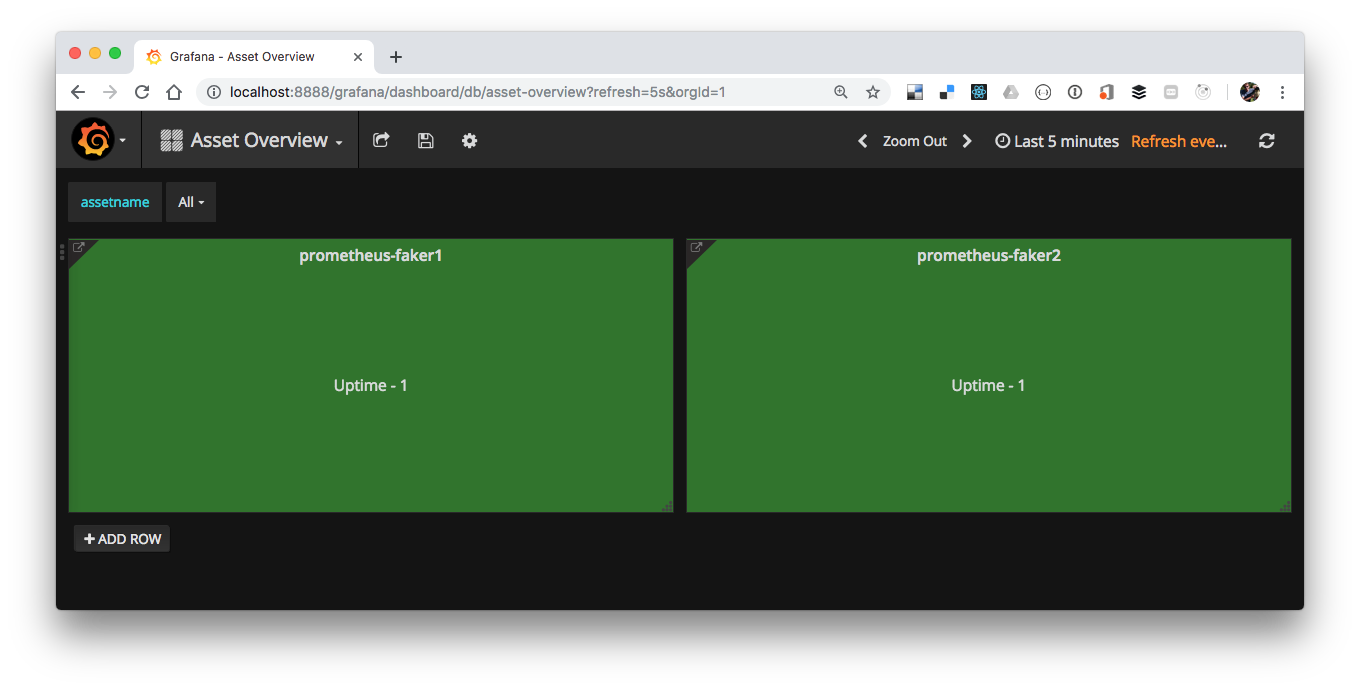 Grafana - Asset Overview
localhost:8888/grafana/dashboard/db/asset-overview?refresh=5s&orgId=1
Asset Overview
Zoom Out
Last 5 minutes
Refresh eve...
assetname
All
prometheus-faker1
prometheus-faker2
Uptime - 1
Uptime - 1
ADD ROW